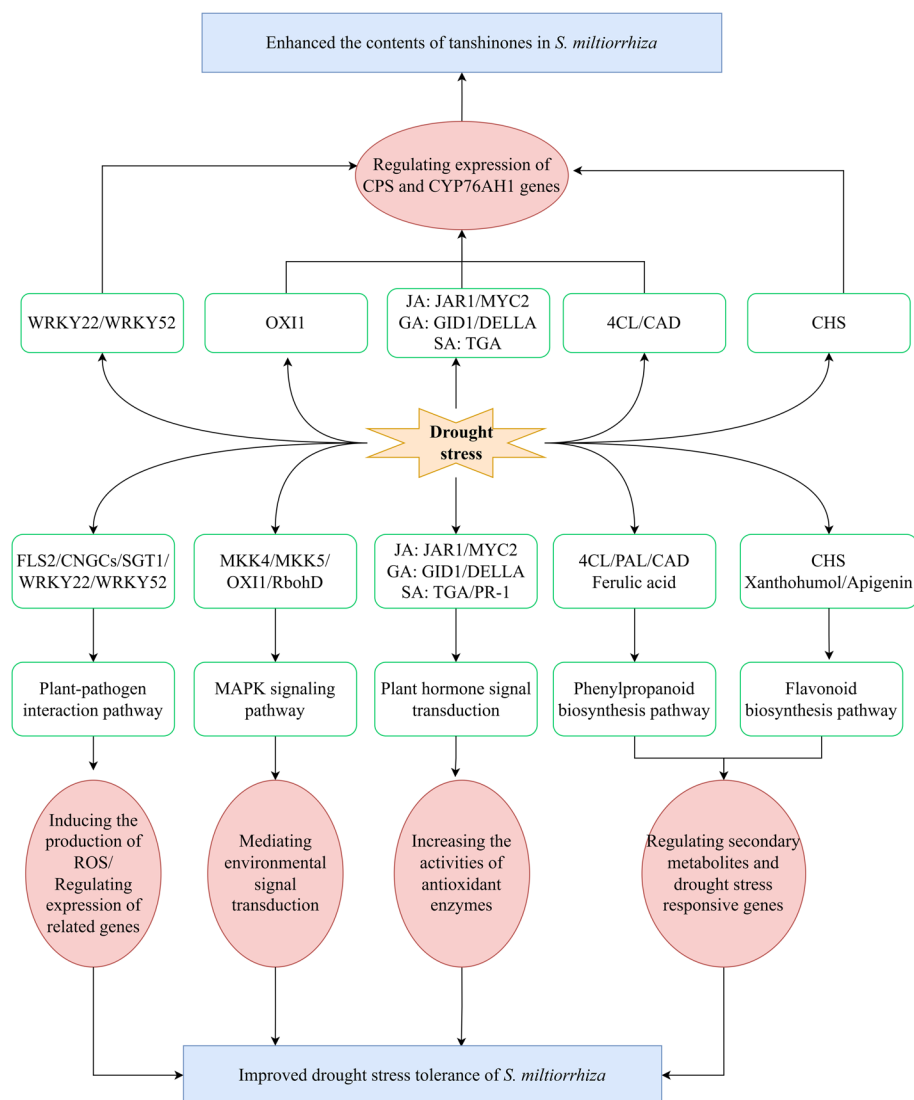 Enhanced the contents of tanshinones in S. miltiorrhiza
Regulating expression of
CPS and CYP76AH1 genes
WRKY22/WRKY52
OXI1
JA: JAR1/MYC2
GA: GID1/DELLA
SA: TGA
4CL/CAD
CHS
Drought
stress
FLS2/CNGCs/SGT1/
WRKY22/WRKY52
MKK4/MKK5/
OXI1/RbohD
JA: JAR1/MYC2
GA: GID1/DELLA
SA: TGA/PR-1
4CL/PAL/CAD
Ferulic acid
CHS
Xanthohumol/Apigenin
Plant-pathogen
interaction pathway
MAPK signaling
pathway
Plant hormone signal
transduction
Phenylpropanoid
biosynthesis pathway
Flavonoid
biosynthesis pathway
Inducing the
production of
ROS/
Regulating
expression of
related genes
Mediating
environmental
signal
transduction
Increasing the
activities of
antioxidant
enzymes
Regulating secondary
metabolites and
drought stress
responsive genes
Improved drought stress tolerance of S. miltiorrhiza